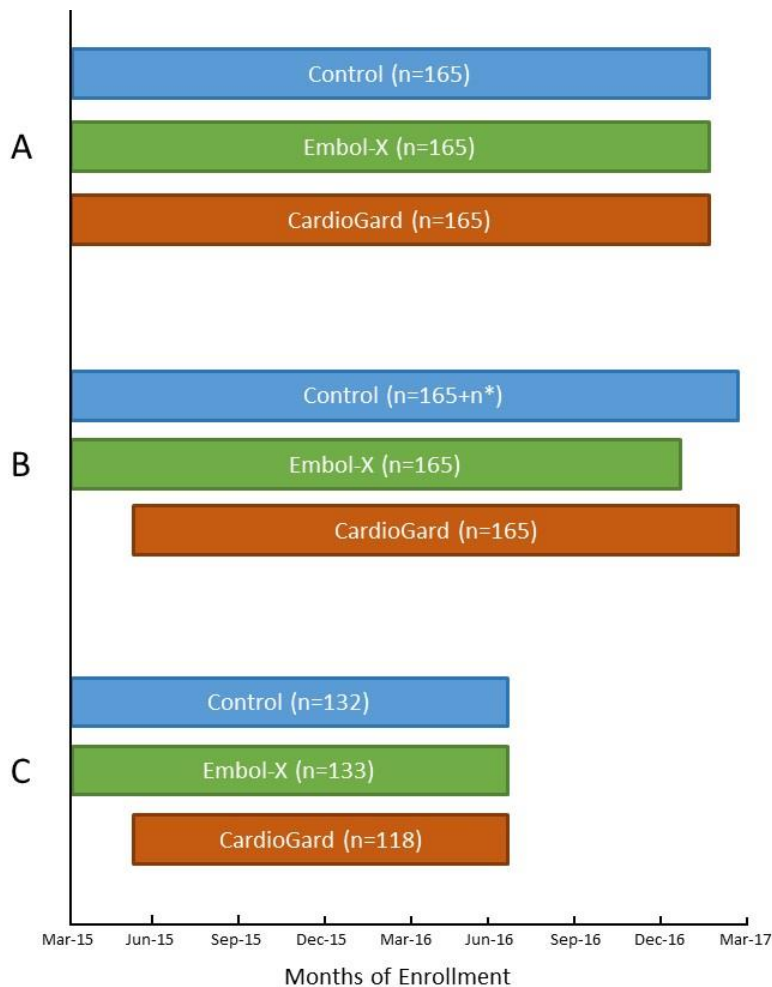 A
Control (n=165)
Embol-X (n=165)
CardioGard (n=165)
B
Control (n=165+n*)
Embol-X (n=165)
CardioGard (n=165)
C
Control (n=132)
Embol-X (n=133)
CardioGard (n=118)
Mar-15 Jun-15 Sep-15 Dec-15 Mar-16 Jun-16 Sep-16 Dec-16 Mar-17
Months of Enrollment